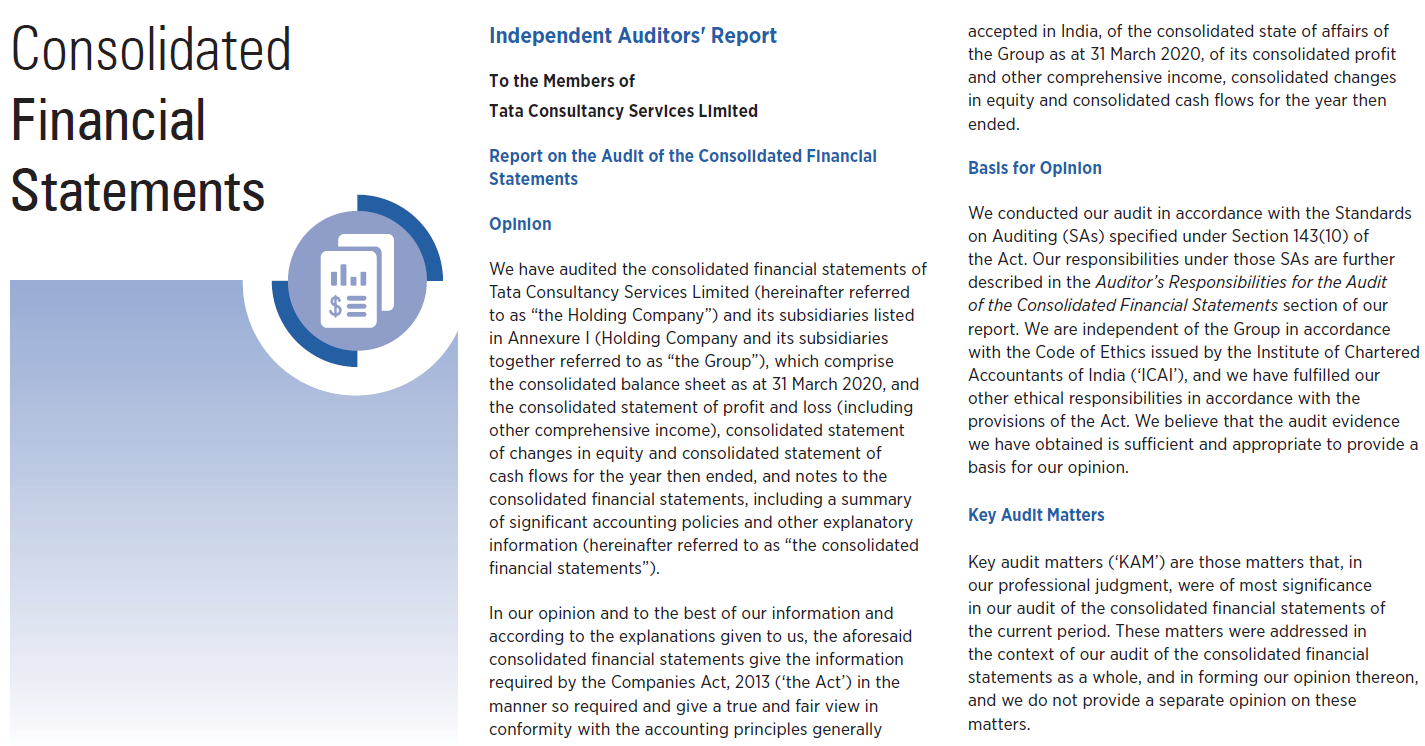 Consolidated
Financial
Statements
$
Independent Auditors' Report
To the Members of
Tata Consultancy Services Limited
Report on the Audit of the Consolidated Financial
Statements
Opinion
We have audited the consolidated financial statements of
Tata Consultancy Services Limited (hereinafter referred
to as “the Holding Company”) and its subsidiaries listed
in Annexure I (Holding Company and its subsidiaries
together referred to as “the Group”), which comprise
the consolidated balance sheet as at 31 March 2020, and
the consolidated statement of profit and loss (including
other comprehensive income), consolidated statement
of changes in equity and consolidated statement of
cash flows for the year then ended, and notes to the
consolidated financial statements, including a summary
of significant accounting policies and other explanatory
information (hereinafter referred to as “the consolidated
financial statements”).
In our opinion and to the best of our information and
according to the explanations given to us, the aforesaid
consolidated financial statements give the information
required by the Companies Act, 2013 (‘the Act’) in the
manner so required and give a true and fair view in
conformity with the accounting principles generally
accepted in India, of the consolidated state of affairs of
the Group as at 31 March 2020, of its consolidated profit
and other comprehensive income, consolidated changes
in equity and consolidated cash flows for the year then
ended.
Basis for Opinion
We conducted our audit in accordance with the Standards
on Auditing (SAs) specified under Section 143(10) of
the Act. Our responsibilities under those SAs are further
described in the Auditor’s Responsibilities for the Audit
of the Consolidated Financial Statements section of our
report. We are independent of the Group in accordance
with the Code of Ethics issued by the Institute of Chartered
Accountants of India (‘ICAI’), and we have fulfilled our
other ethical responsibilities in accordance with the
provisions of the Act. We believe that the audit evidence
we have obtained is sufficient and appropriate to provide a
basis for our opinion.
Key Audit Matters
Key audit matters (‘KAM’) are those matters that, in
our professional judgment, were of most significance
in our audit of the consolidated financial statements of
the current period. These matters were addressed in
the context of our audit of the consolidated financial
statements as a whole, and in forming our opinion thereon,
and we do not provide a separate opinion on these
matters.